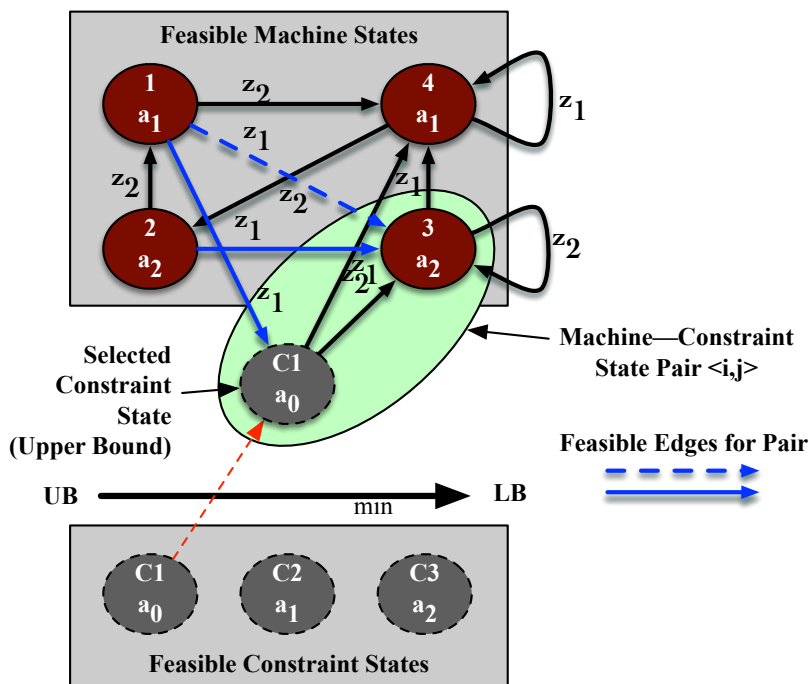 Feasible Machine States
1
a1
4
a1
z2
z1
z1
z2
z2
z1
z1
2
a2
3
a2
z2
z1
z2
z1
C1
a0
Selected
Constraint
State
(Upper Bound)
Machine—Constraint
State Pair <i,j>
Feasible Edges for Pair
UB
LB
min
C1
a0
C2
a1
C3
a2
Feasible Constraint States